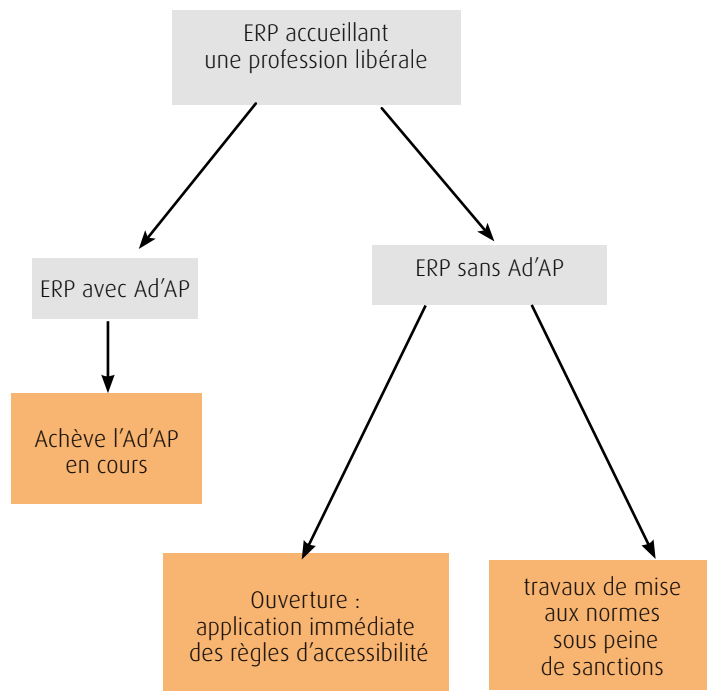 ERP accueillant
une profession libérale
ERP avec Ad’AP
ERP sans Ad’AP
Achève l’Ad’AP
en cours
Ouverture :
application immédiate
des règles d’accessibilité
travaux de mise
aux normes
sous peine
de sanctions